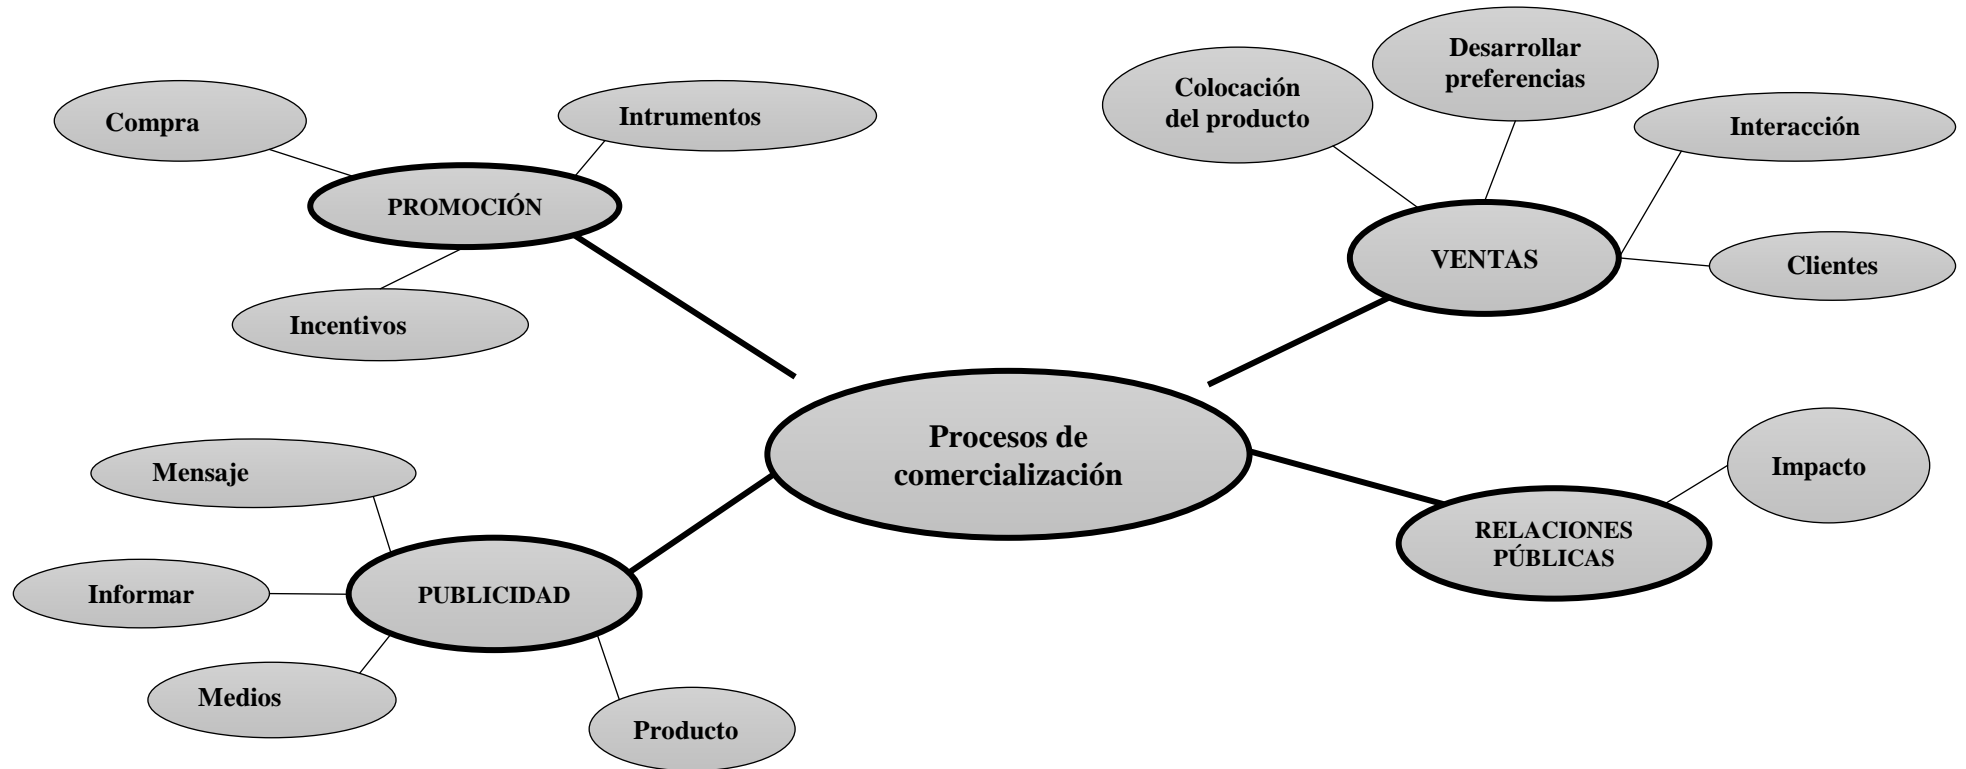 Desarrollar
preferencias
Colocación
del producto
Compra
Intrumentos
Interacción
PROMOCIÓN
VENTAS
Clientes
Incentivos
Procesos de
comercialización
Mensaje
Impacto
RELACIONES
PÚBLICAS
Informar
PUBLICIDAD
Medios
Producto